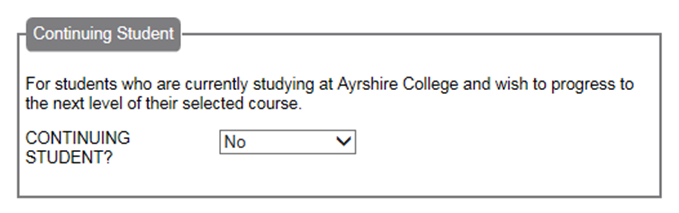 Continuing Student
For students who are currently studying at Ayrshire College and wish to progress to
the next level of their selected course.
CONTINUING
STUDENT?
No